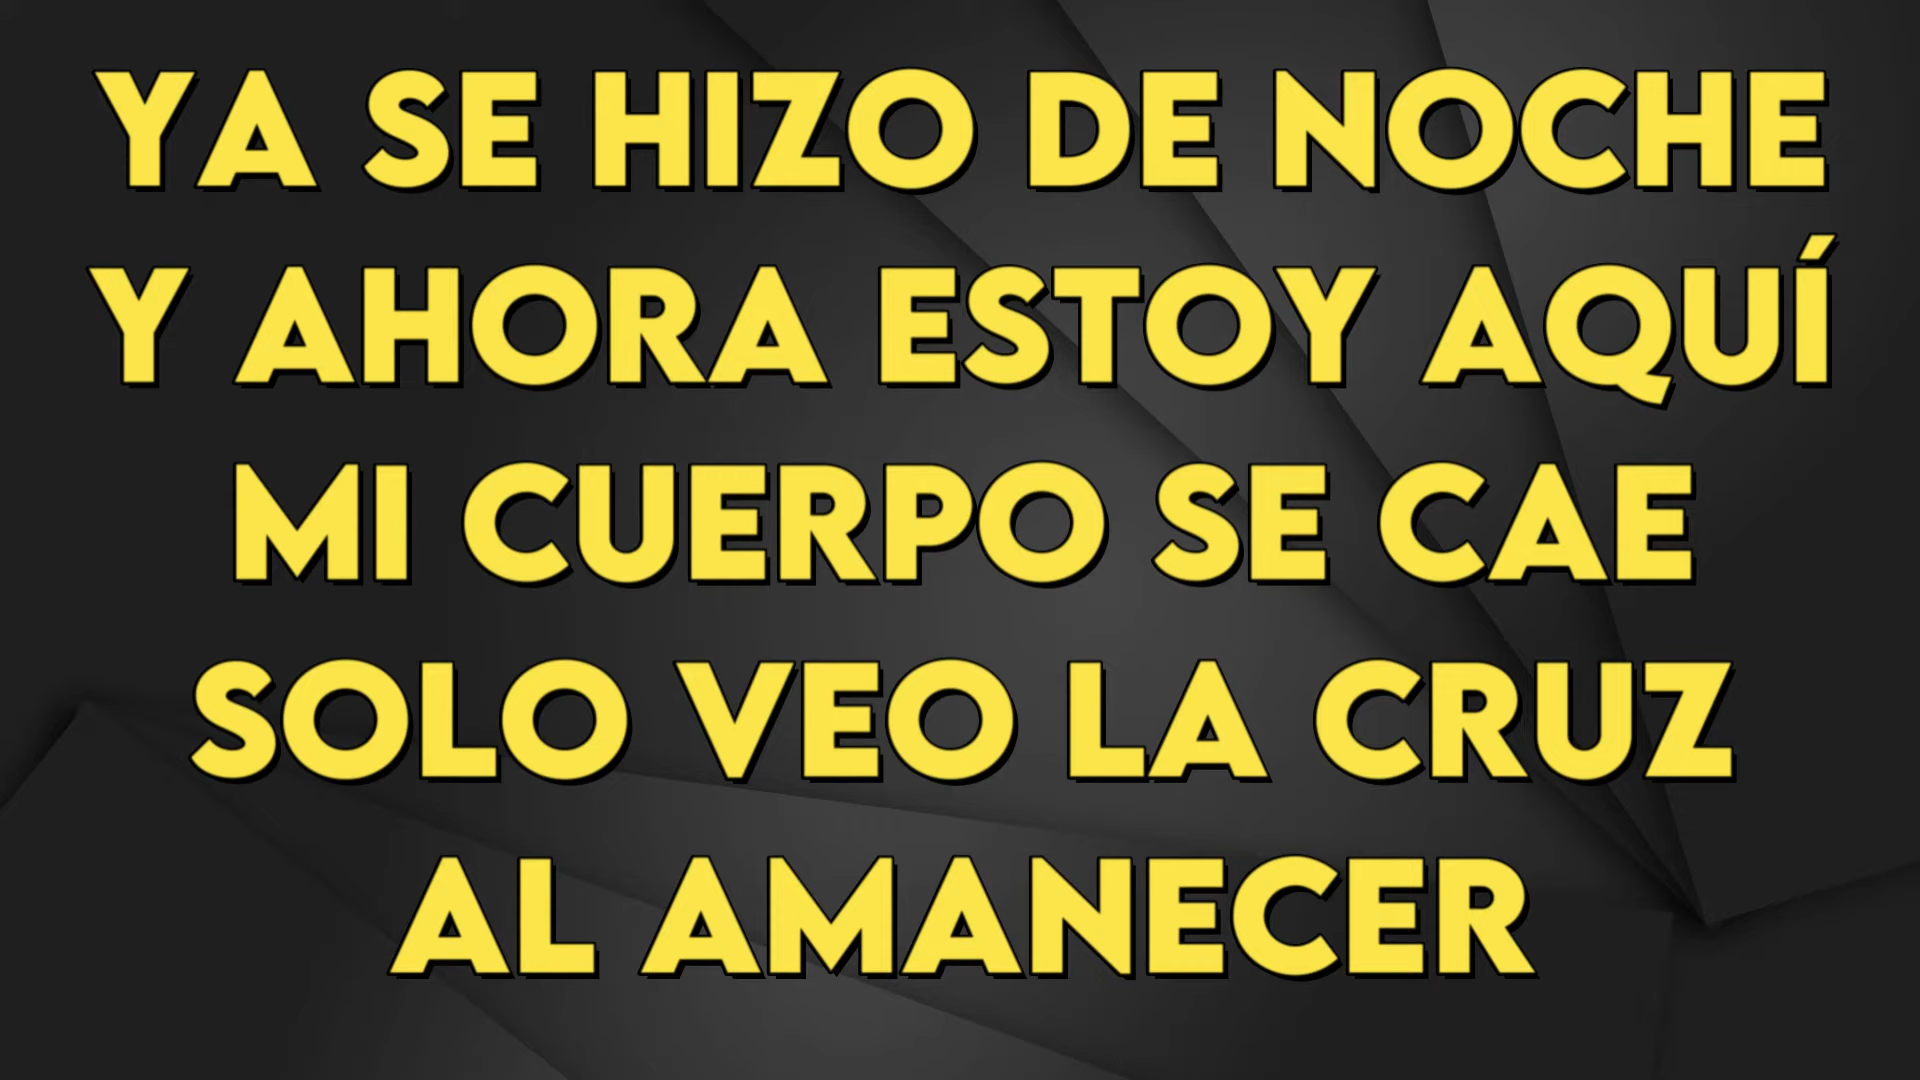 YA SE HIZO DE NOCHE
Y AHORA ESTOY AQUÍ
MI CUERPO SE CAE
SOLO VEO LA CRUZ
AL AMANECER